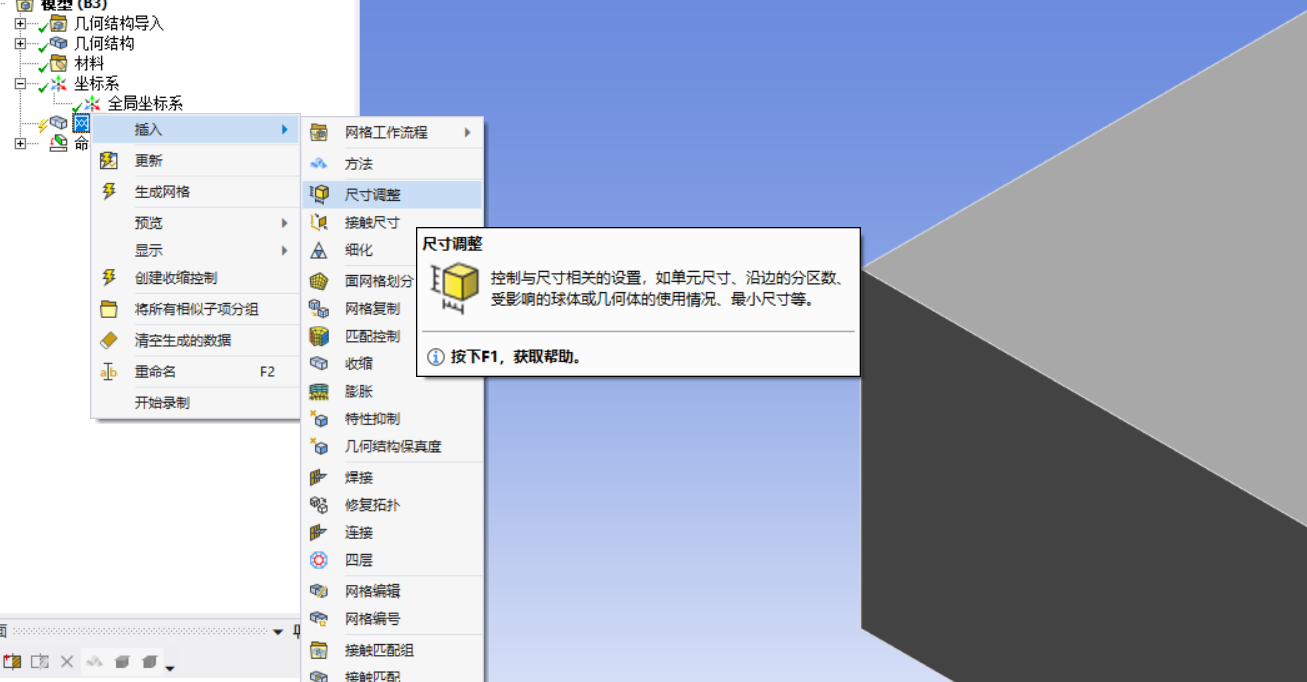 模型 (B3)
几何结构导入
几何结构
材料
坐标系
全局坐标系
网
命
插入
更新
生成网格
预览
显示
创建收缩控制
将所有相似子项分组
清空生成的数据
重命名 F2
开始录制
网格工作流程
方法
尺寸调整
接触尺寸
细化
面网格划分
网格复制
匹配控制
收缩
膨胀
特性抑制
几何结构保真度
焊接
修复拓扑
连接
四层
网格编辑
网格编号
接触匹配组
接触匹配
尺寸调整
控制与尺寸相关的设置，如单元尺寸、沿边的分区数、
受影响的球体或几何体的使用情况、最小尺寸等。
按下F1，获取帮助。
面